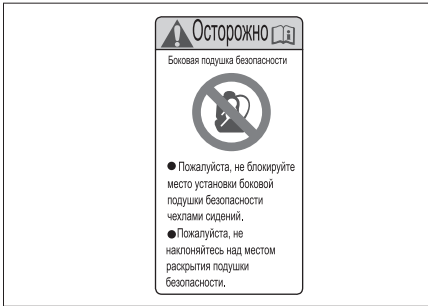 Осторожно
Боковая подушка безопасности
● Пожалуйста, не блокируйте
место установки боковой
подушки безопасности
чехлами сидений.
●Пожалуйста, не
наклоняйтесь над местом
раскрытия подушки
безопасности.